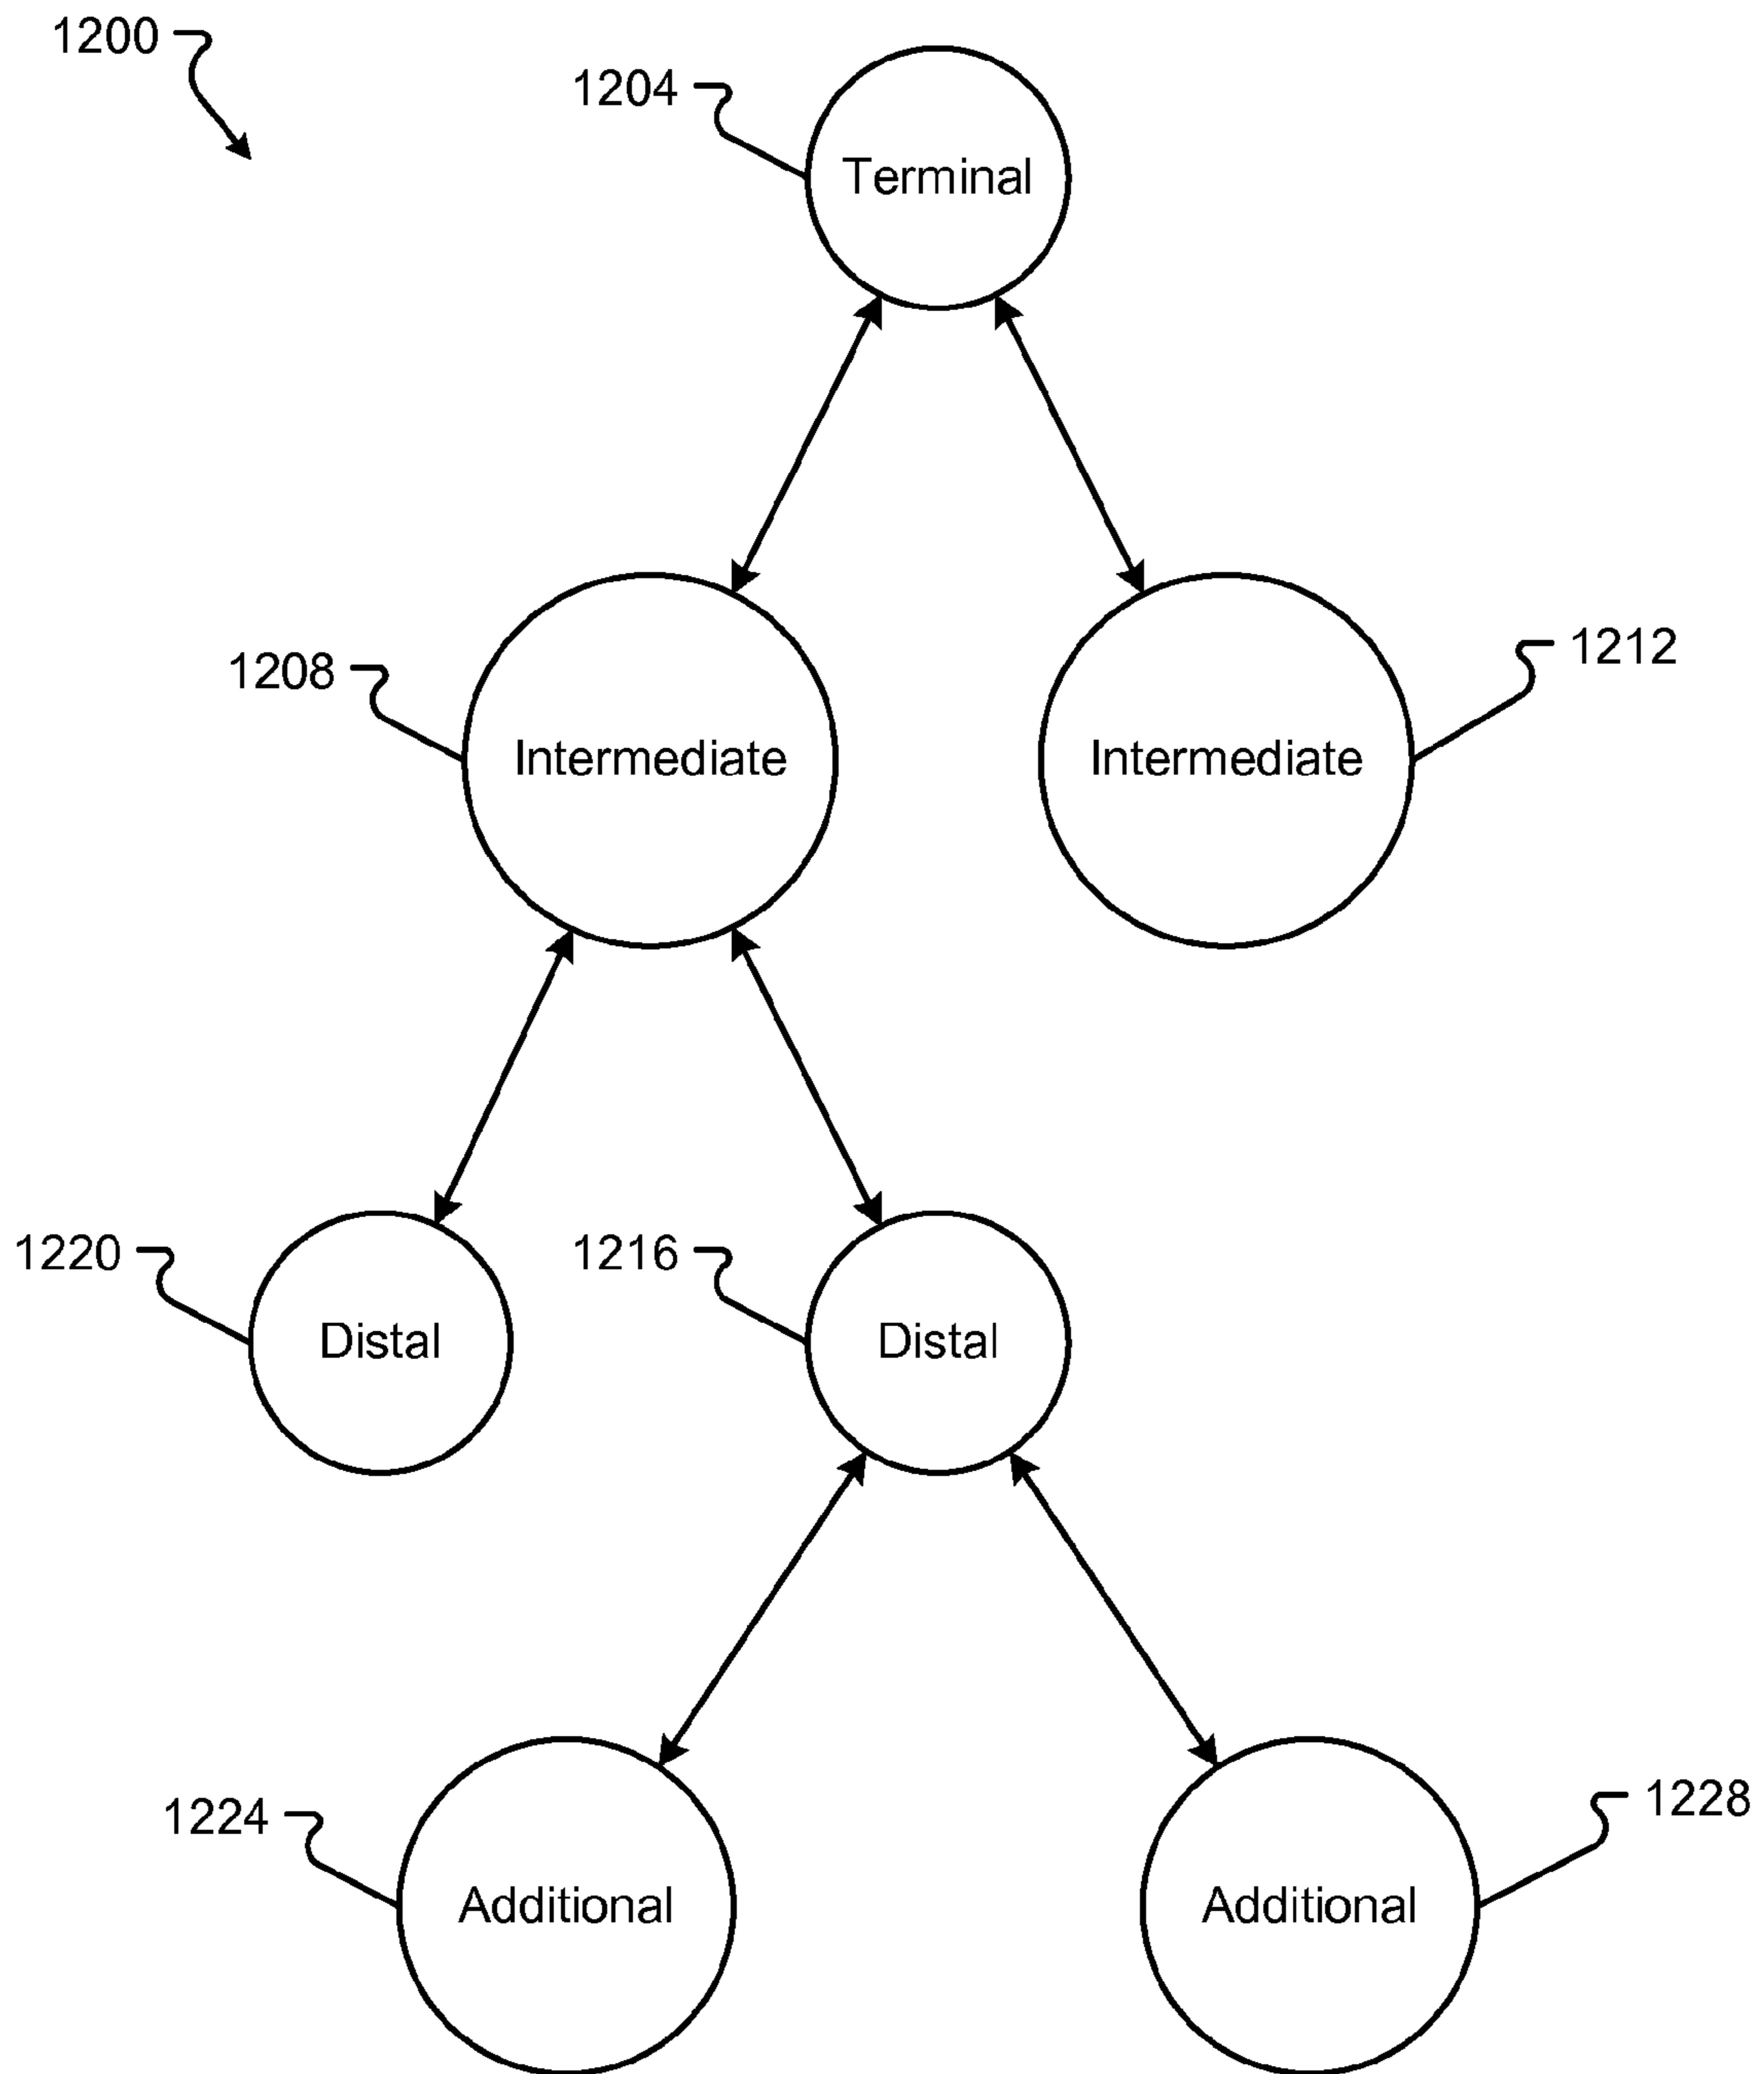 1200
1204
Terminal
1208
1212
Intermediate
Intermediate
1220
1216
Distal
Distal
1224
1228
Additional
Additional